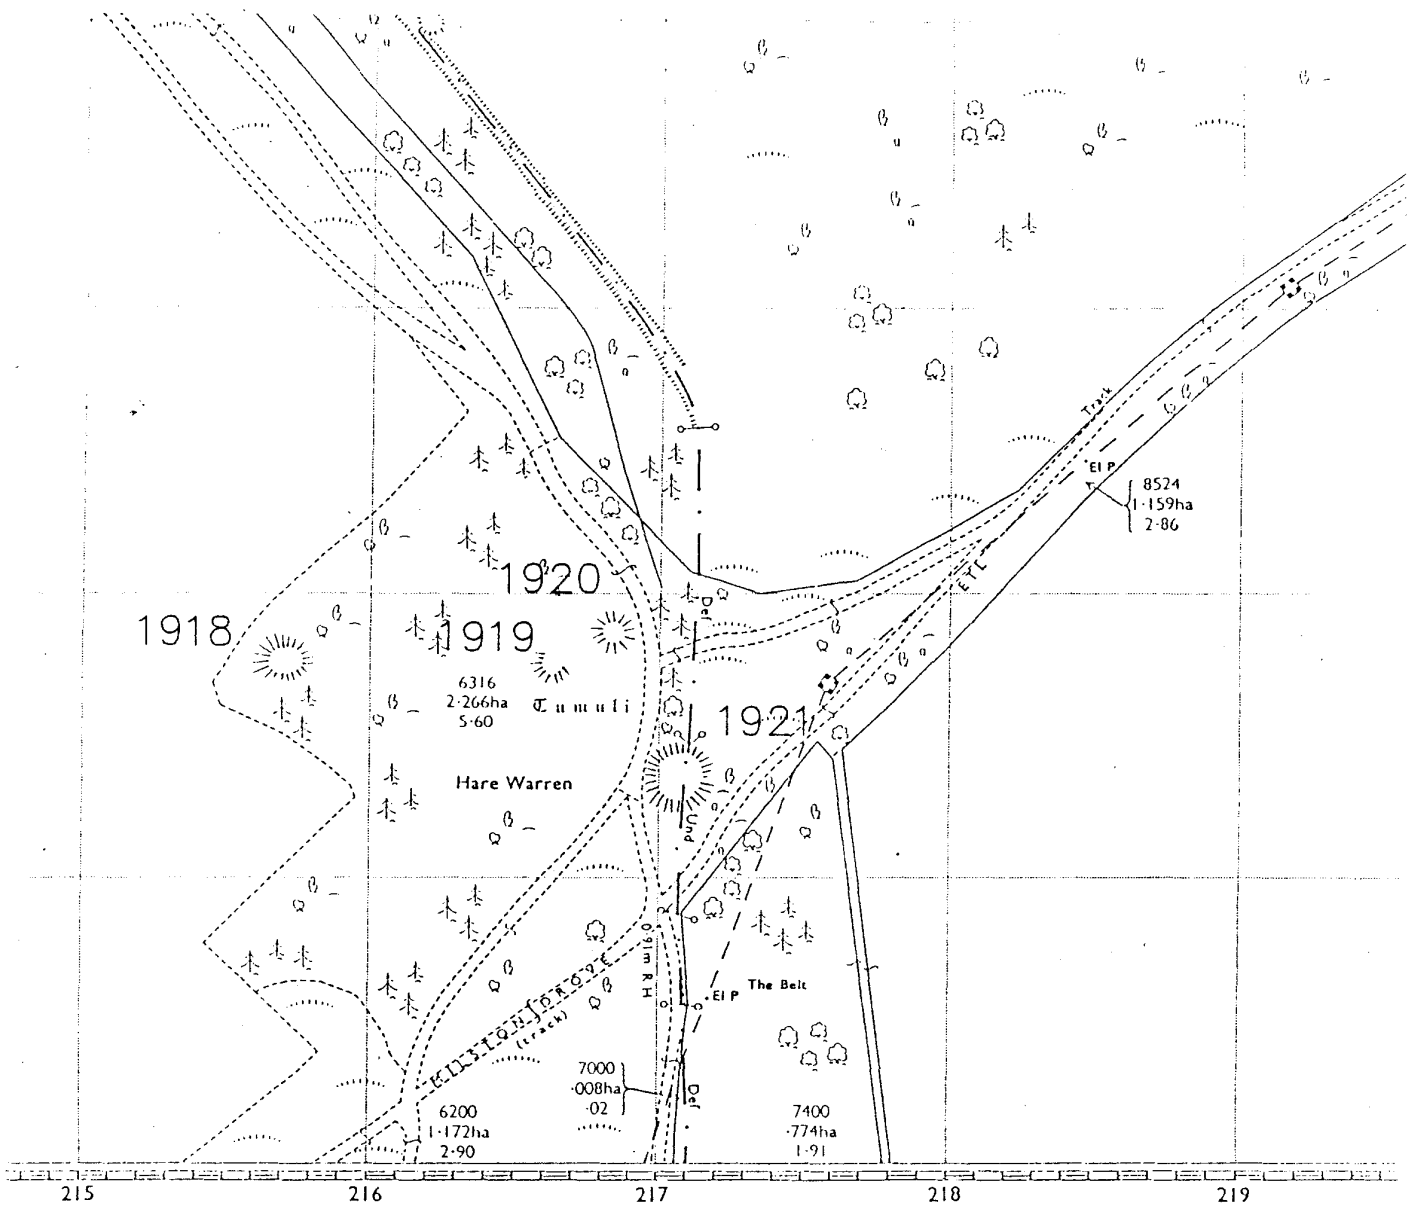 Track
El P
8524
1·159ha
2·86
ETL
1920
1918
1919
Def
6316
2·266ha
5·60
Tumuli
1921
Hare Warren
Und
0·91m RH
MILSTON DROVE
(track)
El P
The Belt
7000
·008ha
·02
Def
6200
1·172ha
2·90
7400
·774ha
1·91
215
216
217
218
219